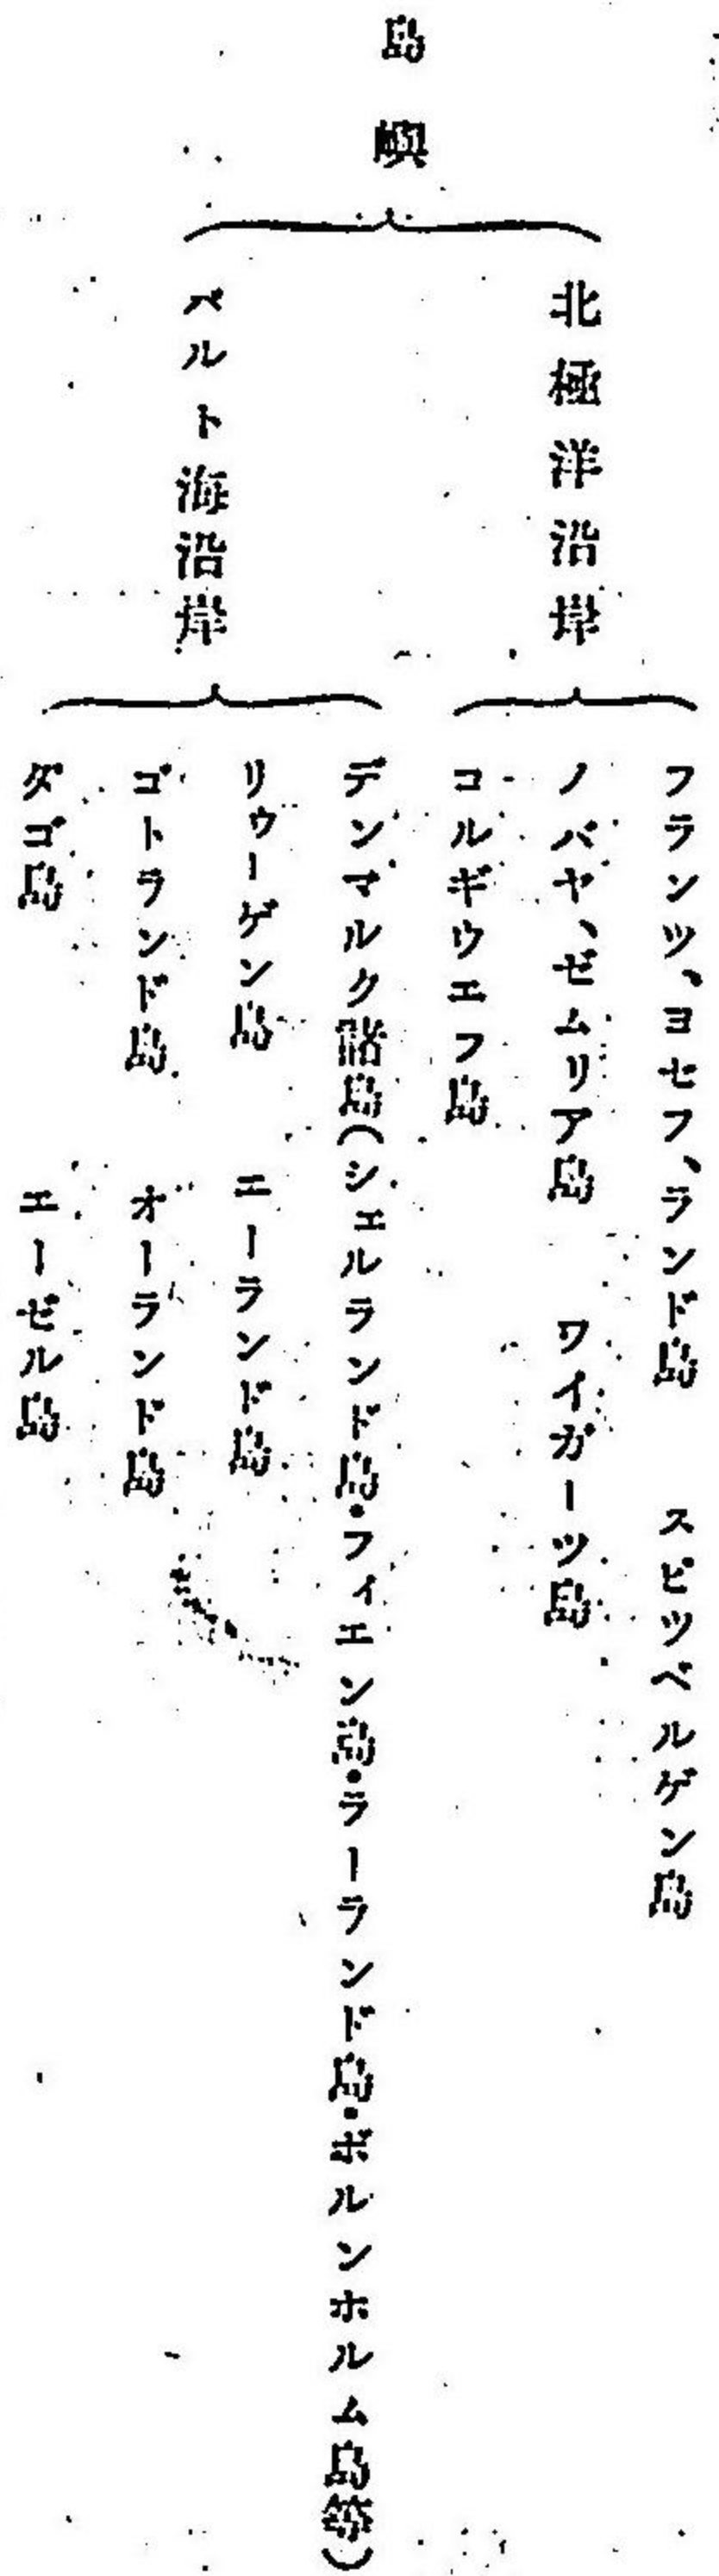 島嶼
北極洋沿岸
フランツ、ヨセフ、ランド島　スピツベルゲン島
ノバヤ、ゼムリア島　ワイガーツ島
コルギウエフ島
バルト海沿岸
デンマルク諸島(シエルランド島・フィエン島・ラーランド島・ボルンホルム島等)
リウーゲン島　エーランド島
ゴトランド島　オーランド島
ダゴ島　エーゼル島